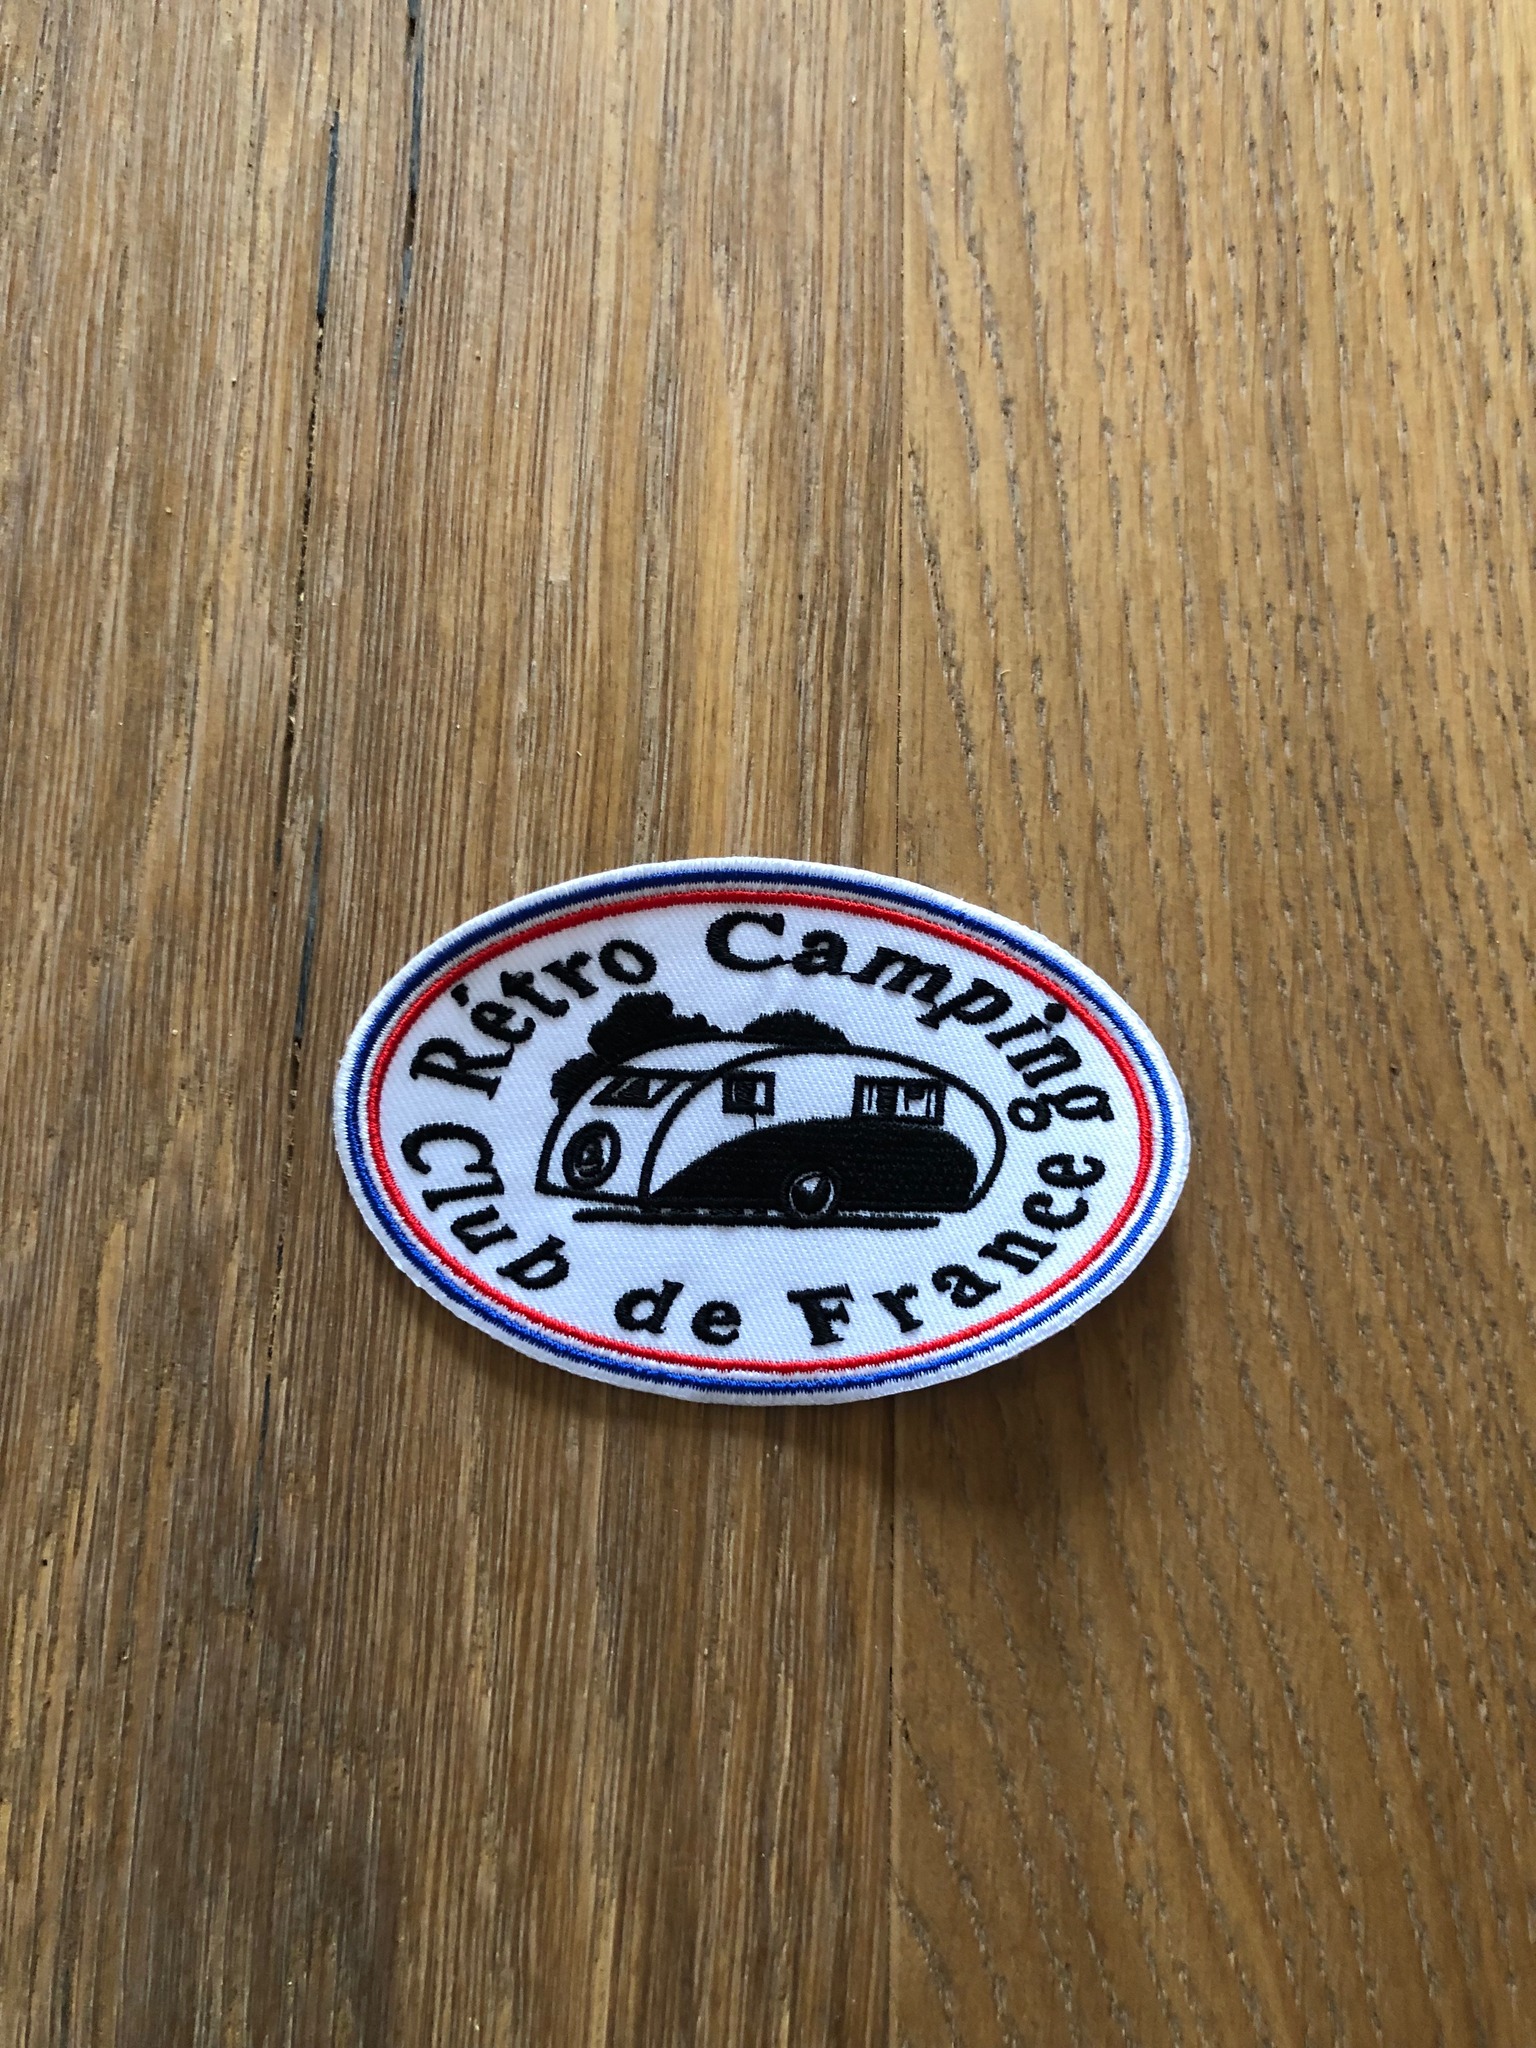 Rétro Camping
Club de France